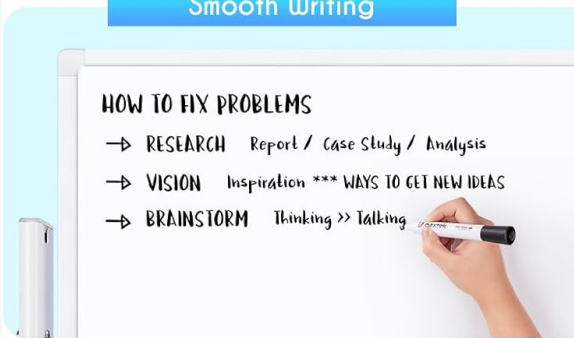 Smooth Writing
HOW TO FIX PROBLEMS
→ RESEARCH Report / Case Study / Analysis
→ VISION Inspiration *** WAYS TO GET NEW IDEAS
→ BRAINSTORM Thinking >> Talking